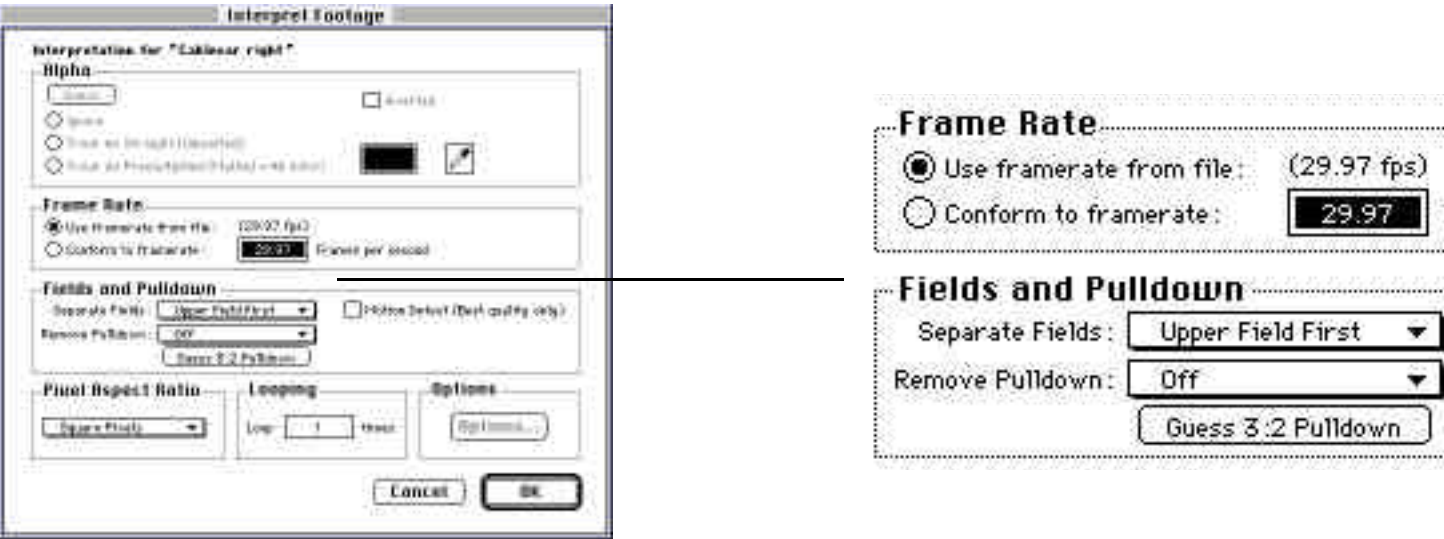 Interpret Footage
Interpretation for "Cablecar right"
Alpha
Ignore
Frame Rate
Use framerate from file: (29.97 fps)
Conform to framerate: 29.97 Frames per second
Fields and Pulldown
Separate Fields: Upper Field First Motion Detect (Best quality only)
Remove Pulldown: Off
Guess 3:2 Pulldown
Pixel Aspect Ratio Looping Options
Square Pixels Loop 1 times Options...
Cancel OK
Frame Rate
Use framerate from file: (29.97 fps)
Conform to framerate: 29.97
Fields and Pulldown
Separate Fields: Upper Field First
Remove Pulldown: Off
Guess 3:2 Pulldown